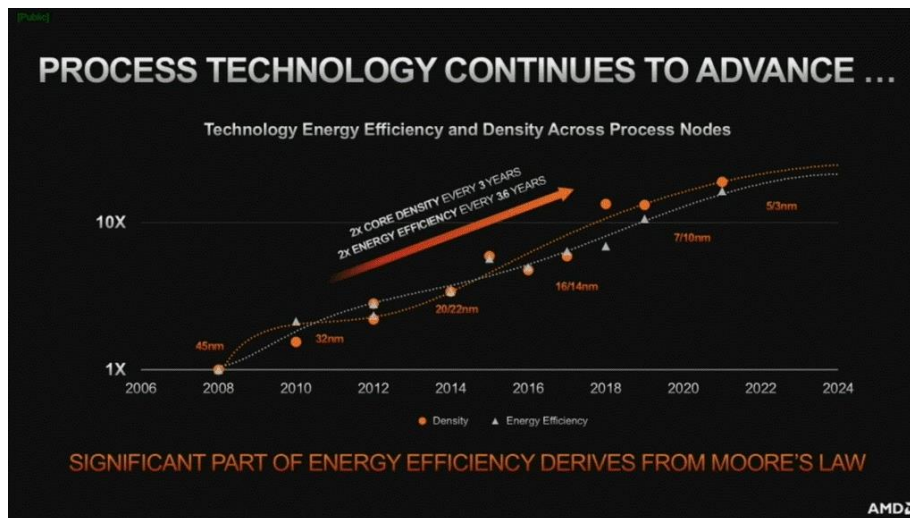 [Public]
PROCESS TECHNOLOGY CONTINUES TO ADVANCE ...
Technology Energy Efficiency and Density Across Process Nodes
2X CORE DENSITY EVERY 3 YEARS
2X ENERGY EFFICIENCY EVERY 3.6 YEARS
10X
5/3nm
7/10nm
16/14nm
20/22nm
45nm
32nm
1X
2006 2008 2010 2012 2014 2016 2018 2020 2022 2024
Density Energy Efficiency
SIGNIFICANT PART OF ENERGY EFFICIENCY DERIVES FROM MOORE'S LAW
AMD